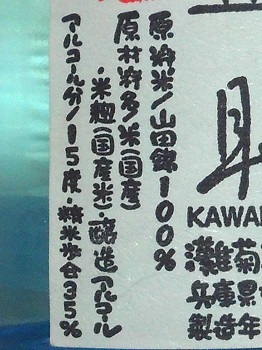 KAWA
灘菊
兵庫県
製造年
原料米/山田錦100%
原材料名/米(国産)
・米麹(国産米)・醸造アルコール
アルコール分/15度・精米歩合35%